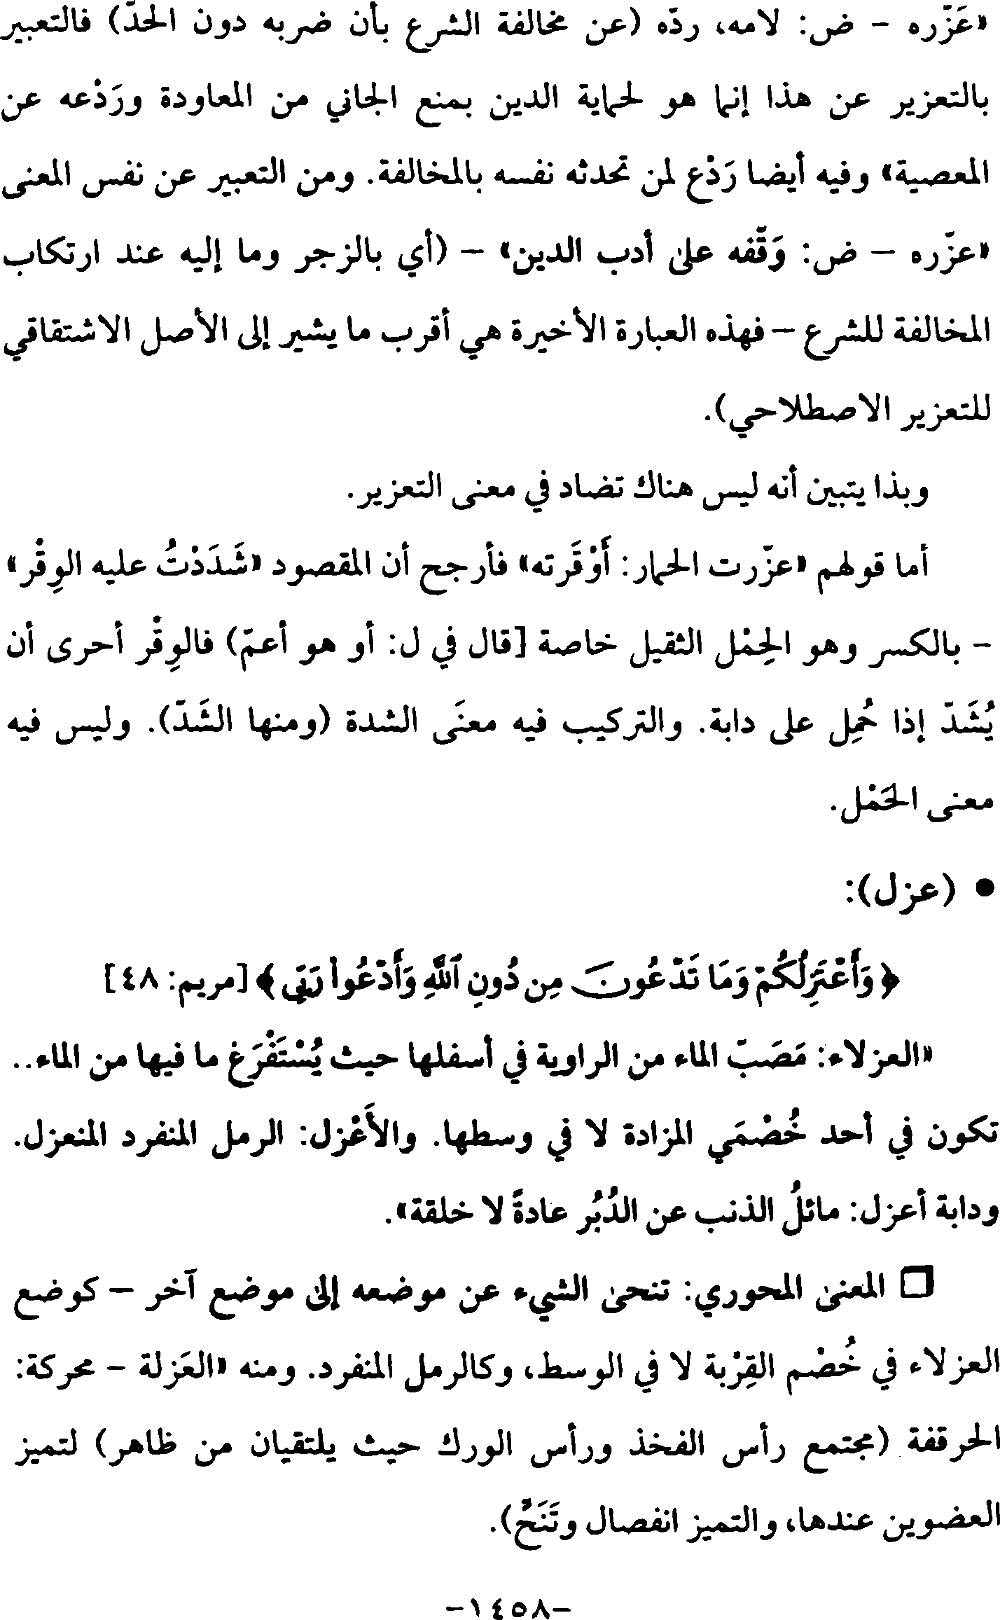 «عَزّره - ض: لامه، ردّه (عن مخالفة الشرع بأن ضربه دون الحدّ) فالتعبير
بالتعزير عن هذا إنما هو لحماية الدين بمنع الجاني من المعاودة ورَدْعه عن
المعصية» وفيه أيضا رَدْع لمن تحدثه نفسه بالمخالفة. ومن التعبير عن نفس المعنى
«عزّره – ض: وَقّفه على أدب الدين» – (أي بالزجر وما إليه عند ارتكاب
المخالفة للشرع – فهذه العبارة الأخيرة هي أقرب ما يشير إلى الأصل الاشتقاقي
للتعزير الاصطلاحي).
وبذا يتبين أنه ليس هناك تضاد في معنى التعزير.
أما قولهم «عزّرت الحمار: أَوْقَرته» فأرجح أن المقصود «شَدَدْتُ عليه الوِقْر»
- بالكسر وهو الحِمْل الثقيل خاصة [قال في ل: أو هو أعمّ) فالوِقْر أحرى أن
يُشَدّ إذا حُمِل على دابة. والتركيب فيه معنَى الشدة (ومنها الشَدّ). وليس فيه
معنى الحَمْل.
● (عزل):
﴿ وَأَعْتَزِلُكُمْ وَمَا تَدْعُونَ مِن دُونِ ٱللَّهِ وَأَدْعُواْ رَبِّى ﴾ [مريم: ٤٨]
«العزلاء: مَصَبّ الماء من الراوية في أسفلها حيث يُسْتَفْرَغ ما فيها من الماء..
تكون في أحد خُصْمَي المزادة لا في وسطها. والأَعْزل: الرمل المنفرد المنعزل.
ودابة أعزل: مائلُ الذنب عن الدُبُر عادةً لا خلقة».
❑ المعنى المحوري: تنحى الشيء عن موضعه إلى موضع آخر – كوضع
العزلاء في خُصْم القِرْبة لا في الوسط، وكالرمل المنفرد. ومنه «العَزلة - محركة:
الحرقفة (مجتمع رأس الفخذ ورأس الورك حيث يلتقيان من ظاهر) لتميز
العضوين عندها، والتميز انفصال وتَنَحٍّ).
-١٤٥٨-